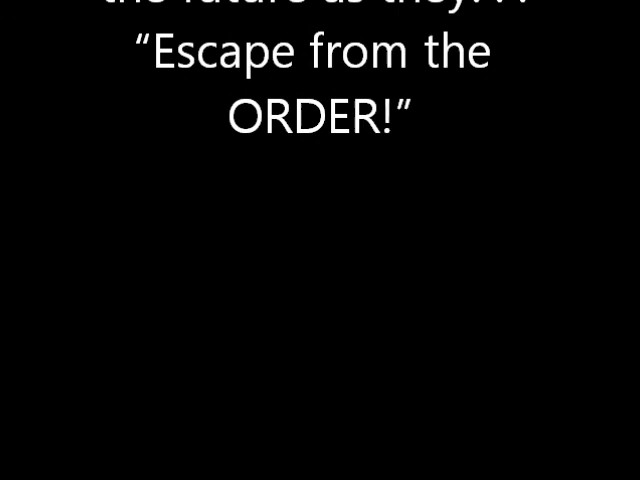 the future as they. . .
“Escape from the
ORDER!”